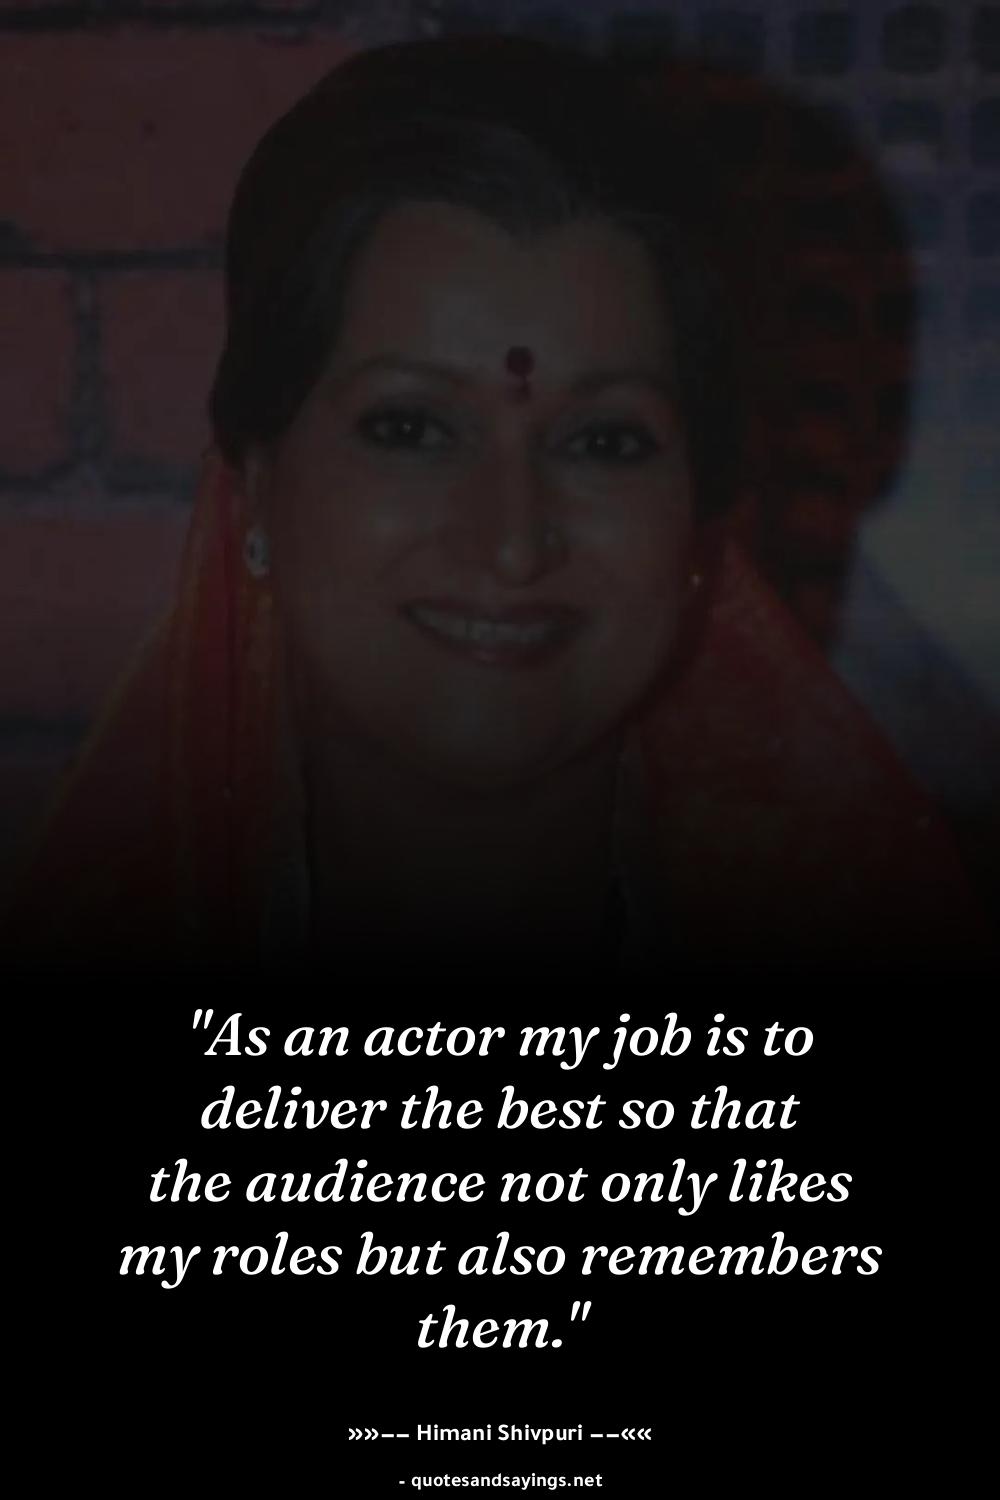 "As an actor my job is to
deliver the best so that
the audience not only likes
my roles but also remembers
them."
»»−− Himani Shivpuri −−««
- quotesandsayings.net